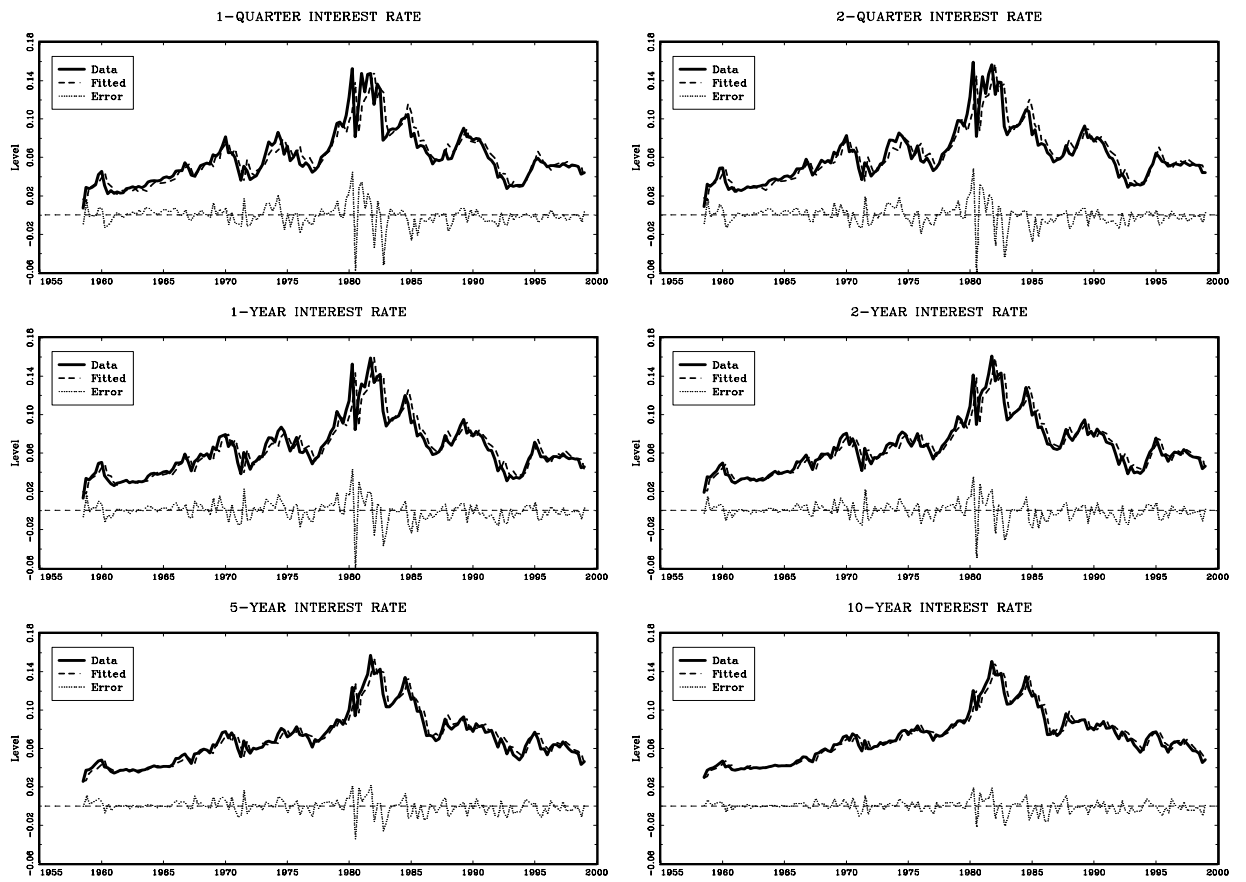 1-QUARTER INTEREST RATE
Level
0.18
0.14
0.10
0.06
0.02
-0.02
-0.06
Data
Fitted
Error
1955 1960 1965 1970 1975 1980 1985 1990 1995 2000
2-QUARTER INTEREST RATE
Level
0.18
0.14
0.10
0.06
0.02
-0.02
-0.06
Data
Fitted
Error
1955 1960 1965 1970 1975 1980 1985 1990 1995 2000
1-YEAR INTEREST RATE
Level
0.18
0.14
0.10
0.06
0.02
-0.02
-0.06
Data
Fitted
Error
1955 1960 1965 1970 1975 1980 1985 1990 1995 2000
2-YEAR INTEREST RATE
Level
0.18
0.14
0.10
0.06
0.02
-0.02
-0.06
Data
Fitted
Error
1955 1960 1965 1970 1975 1980 1985 1990 1995 2000
5-YEAR INTEREST RATE
Level
0.18
0.14
0.10
0.06
0.02
-0.02
-0.06
Data
Fitted
Error
1955 1960 1965 1970 1975 1980 1985 1990 1995 2000
10-YEAR INTEREST RATE
Level
0.18
0.14
0.10
0.06
0.02
-0.02
-0.06
Data
Fitted
Error
1955 1960 1965 1970 1975 1980 1985 1990 1995 2000